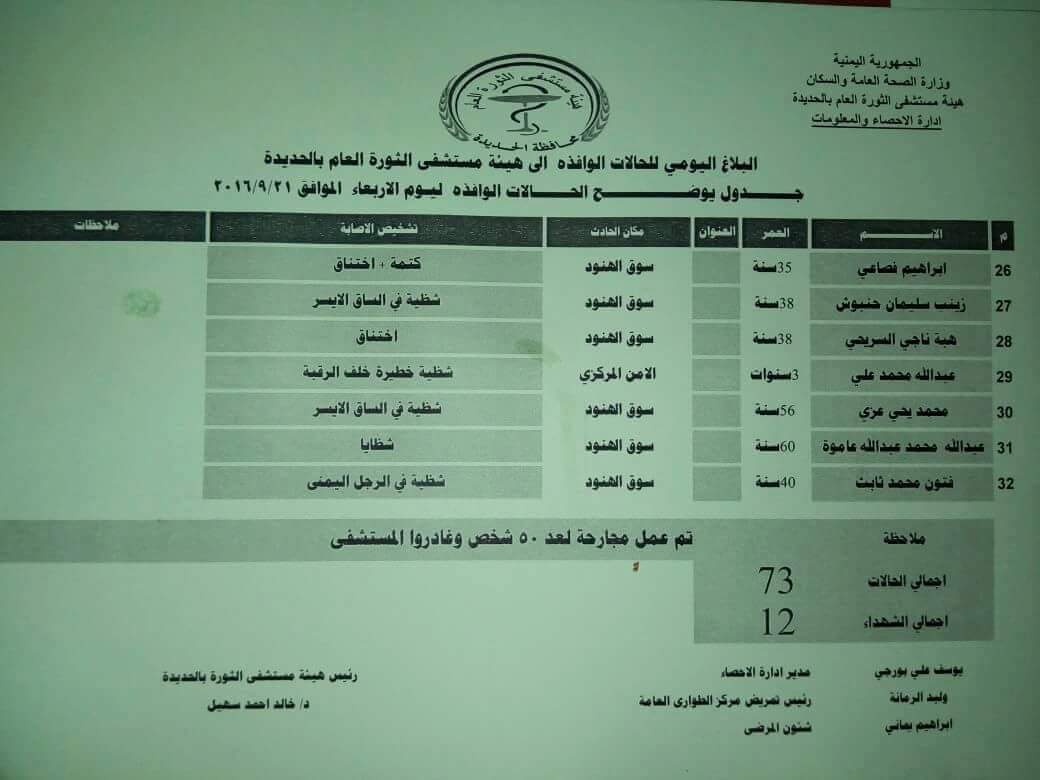 الجمهورية اليمنية
وزارة الصحة العامة والسكان
هيئة مستشفى الثورة العام بالحديدة
ادارة الاحصاء والمعلومات
هيئة مستشفى الثورة العام
محافظة الحديدة
البلاغ اليومي للحالات الوافذه الى هيئة مستشفى الثورة العام بالحديدة
جدول يوضح الحالات الوافذه ليوم الاربعاء الموافق ٢٠١٦/٩/٢١
م الاسم العمر العنوان مكان الحادث تشخيص الاصابة ملاحظات
26 ابراهيم فصاعي 35سنة سوق الهنود كتمة + اختناق
27 زينب سليمان حنبوش 38سنة سوق الهنود شظية في الساق الايسر
28 هبة ناجي السريحي 38سنة سوق الهنود اختناق
29 عبدالله محمد علي 3سنوات الامن المركزي شظية خطيرة خلف الرقبة
30 محمد يحي عزي 56سنة سوق الهنود شظية في الساق الايسر
31 عبدالله محمد عبدالله عاموة 60سنة سوق الهنود شظايا
32 فتون محمد ثابت 40سنة سوق الهنود شظية في الرجل اليمنى
ملاحظة تم عمل مجارحة لعد ٥٠ شخص وغادروا المستشفى
اجمالي الحالات 73
اجمالي الشهداء 12
يوسف علي بورجي مدير ادارة الاحصاء رئيس هيئة مستشفى الثورة بالحديدة
وليد الرمانة رئيس تمريض مركز الطوارى العامة د/ خالد احمد سهيل
ابراهيم يماني شئون المرضى